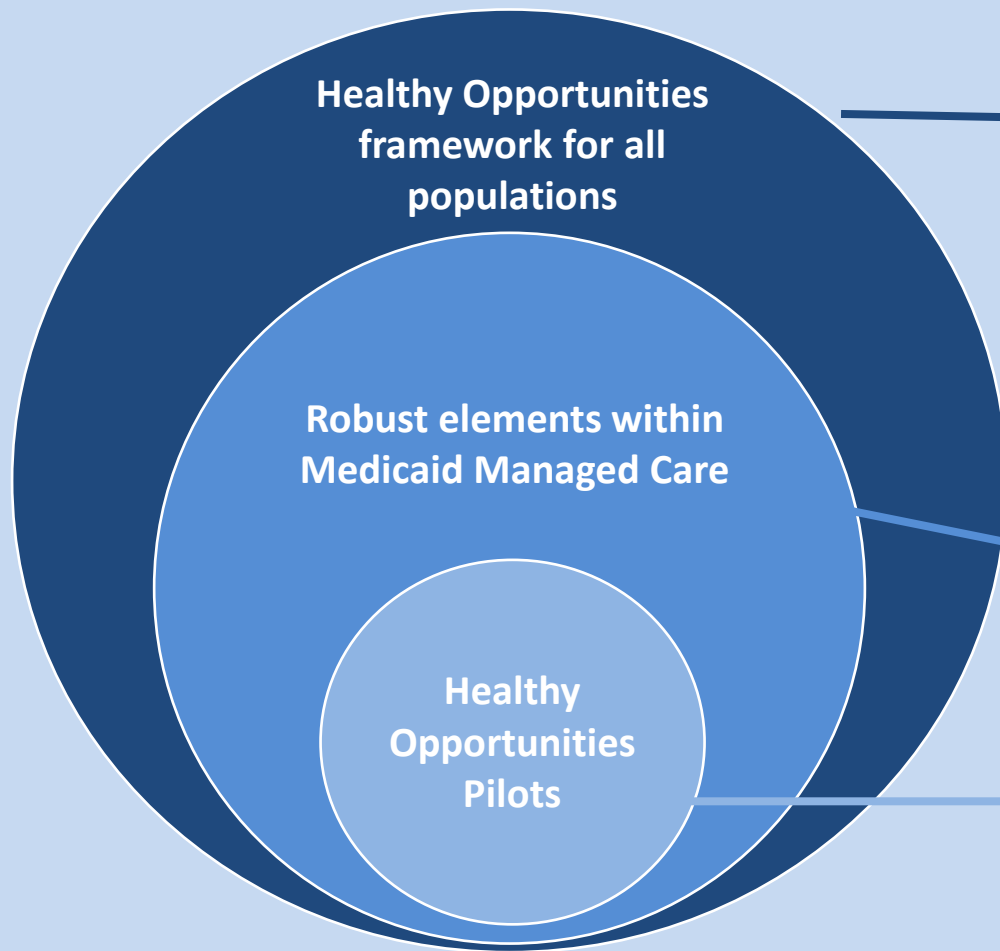 Healthy Opportunities
framework for all
populations
Robust elements within
Medicaid Managed Care
Healthy
Opportunities
Pilots